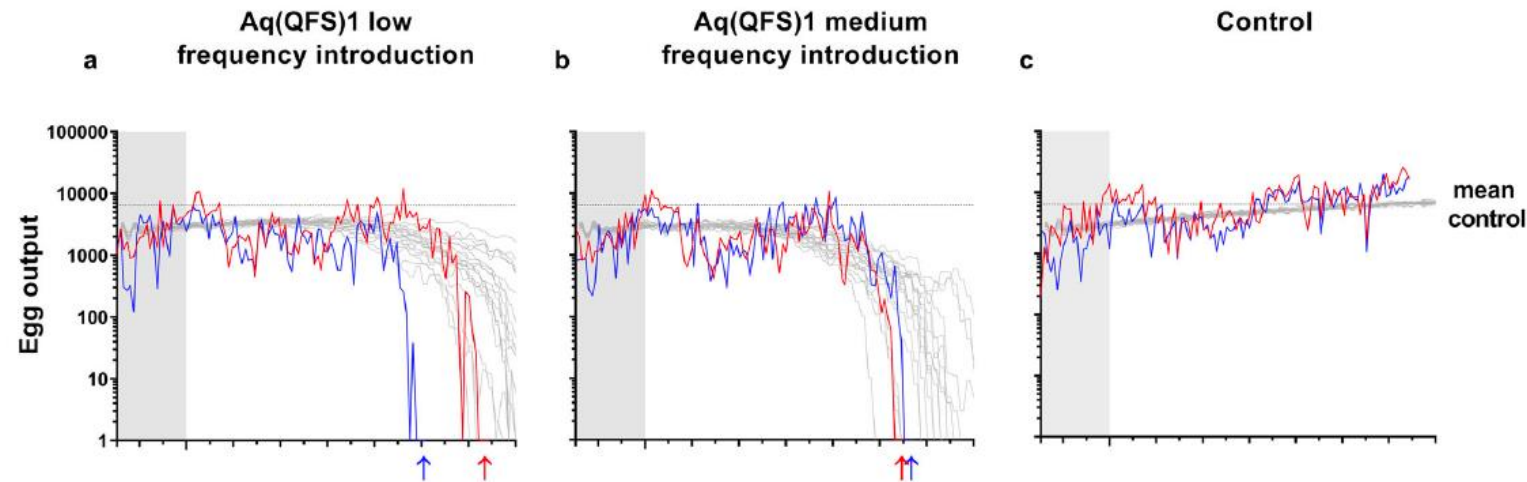 Aq(QFS)1 low
frequency introduction
Aq(QFS)1 medium
frequency introduction
Control
a
b
c
100000
10000
1000
100
10
1
Egg output
mean
control